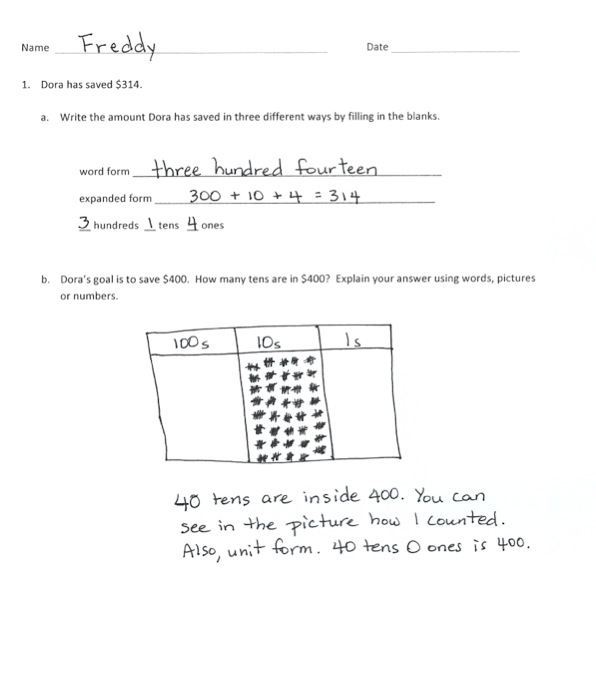 Name Freddy Date
1. Dora has saved $314.
a. Write the amount Dora has saved in three different ways by filling in the blanks.
word form three hundred fourteen
expanded form 300 + 10 + 4 = 314
3 hundreds 1 tens 4 ones
b. Dora's goal is to save $400. How many tens are in $400? Explain your answer using words, pictures
or numbers.
100s 10s 1s
40 tens are inside 400. You can
see in the picture how I counted.
Also, unit form. 40 tens 0 ones is 400.